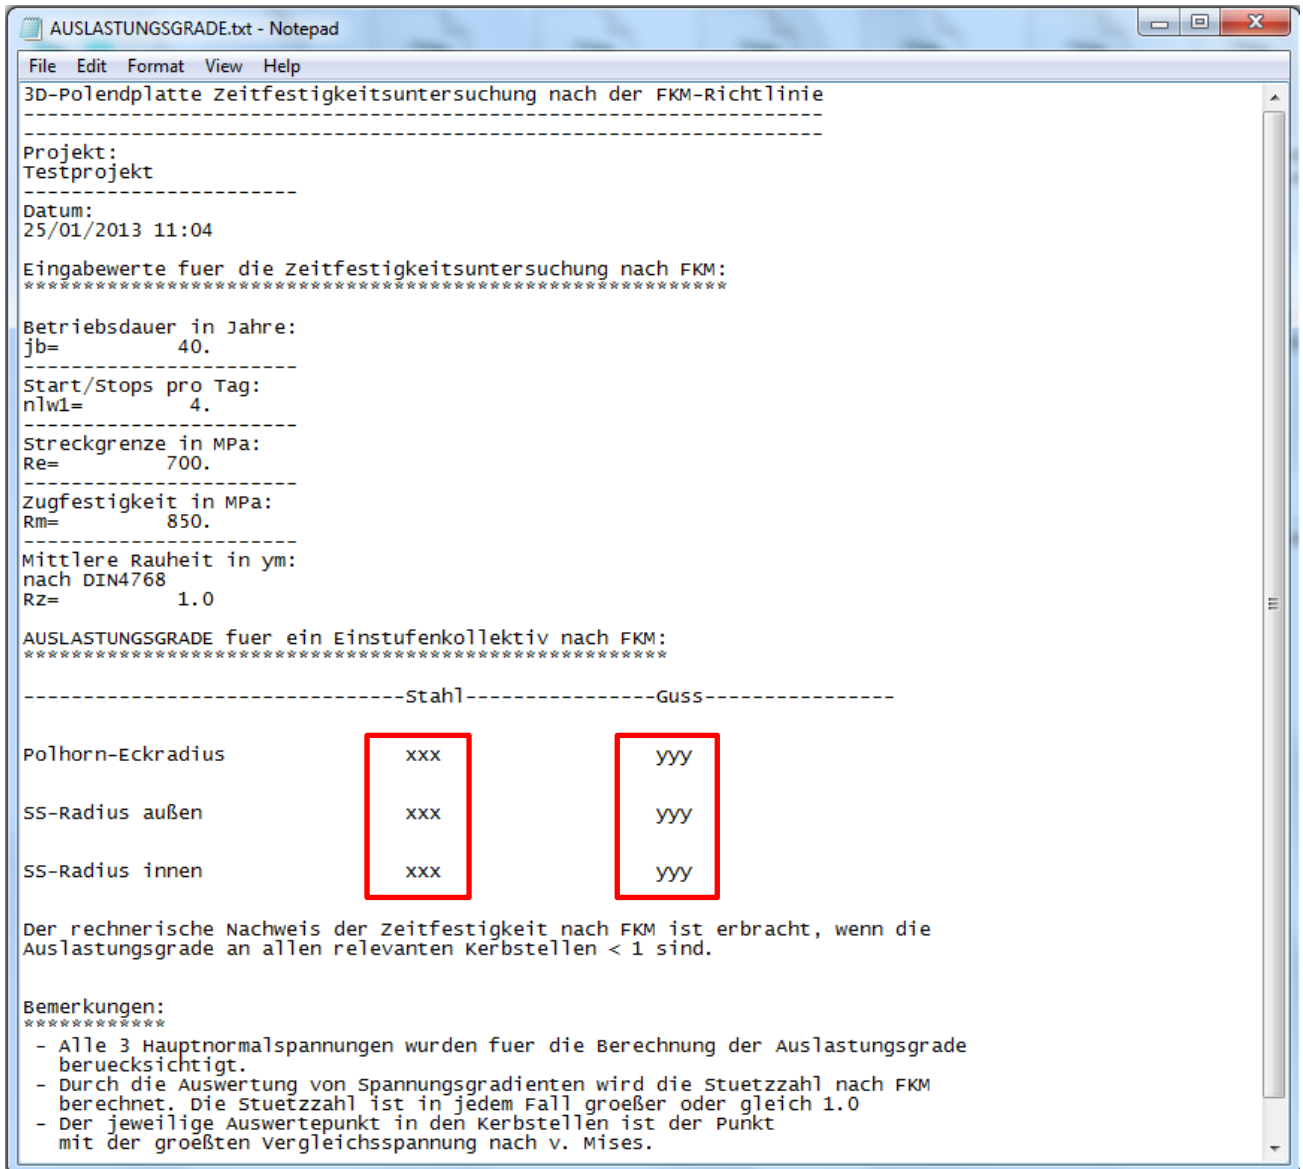 AUSLASTUNGSGRADE.txt - Notepad
File Edit Format View Help
3D-Polendplatte Zeitfestigkeitsuntersuchung nach der FKM-Richtlinie
-------------------------------------------------------------------
-------------------------------------------------------------------
Projekt:
Testprojekt
-----------------------
Datum:
25/01/2013 11:04
Eingabewerte fuer die Zeitfestigkeitsuntersuchung nach FKM:
***********************************************************
Betriebsdauer in Jahre:
jb=          40.
-----------------------
Start/Stops pro Tag:
nlw1=         4.
-----------------------
Streckgrenze in MPa:
Re=         700.
-----------------------
Zugfestigkeit in MPa:
Rm=         850.
-----------------------
Mittlere Rauheit in ym:
nach DIN4768
Rz=          1.0
AUSLASTUNGSGRADE fuer ein Einstufenkollektiv nach FKM:
******************************************************
--------------------------------Stahl----------------Guss----------------
Polhorn-Eckradius               xxx                  yyy
SS-Radius außen                 xxx                  yyy
SS-Radius innen                 xxx                  yyy
Der rechnerische Nachweis der Zeitfestigkeit nach FKM ist erbracht, wenn die
Auslastungsgrade an allen relevanten Kerbstellen < 1 sind.
Bemerkungen:
************
- Alle 3 Hauptnormalspannungen wurden fuer die Berechnung der Auslastungsgrade
beruecksichtigt.
- Durch die Auswertung von Spannungsgradienten wird die Stuetzzahl nach FKM
berechnet. Die Stuetzzahl ist in jedem Fall großer oder gleich 1.0
- Der jeweilige Auswertepunkt in den Kerbstellen ist der Punkt
mit der groeßten Vergleichsspannung nach v. Mises.